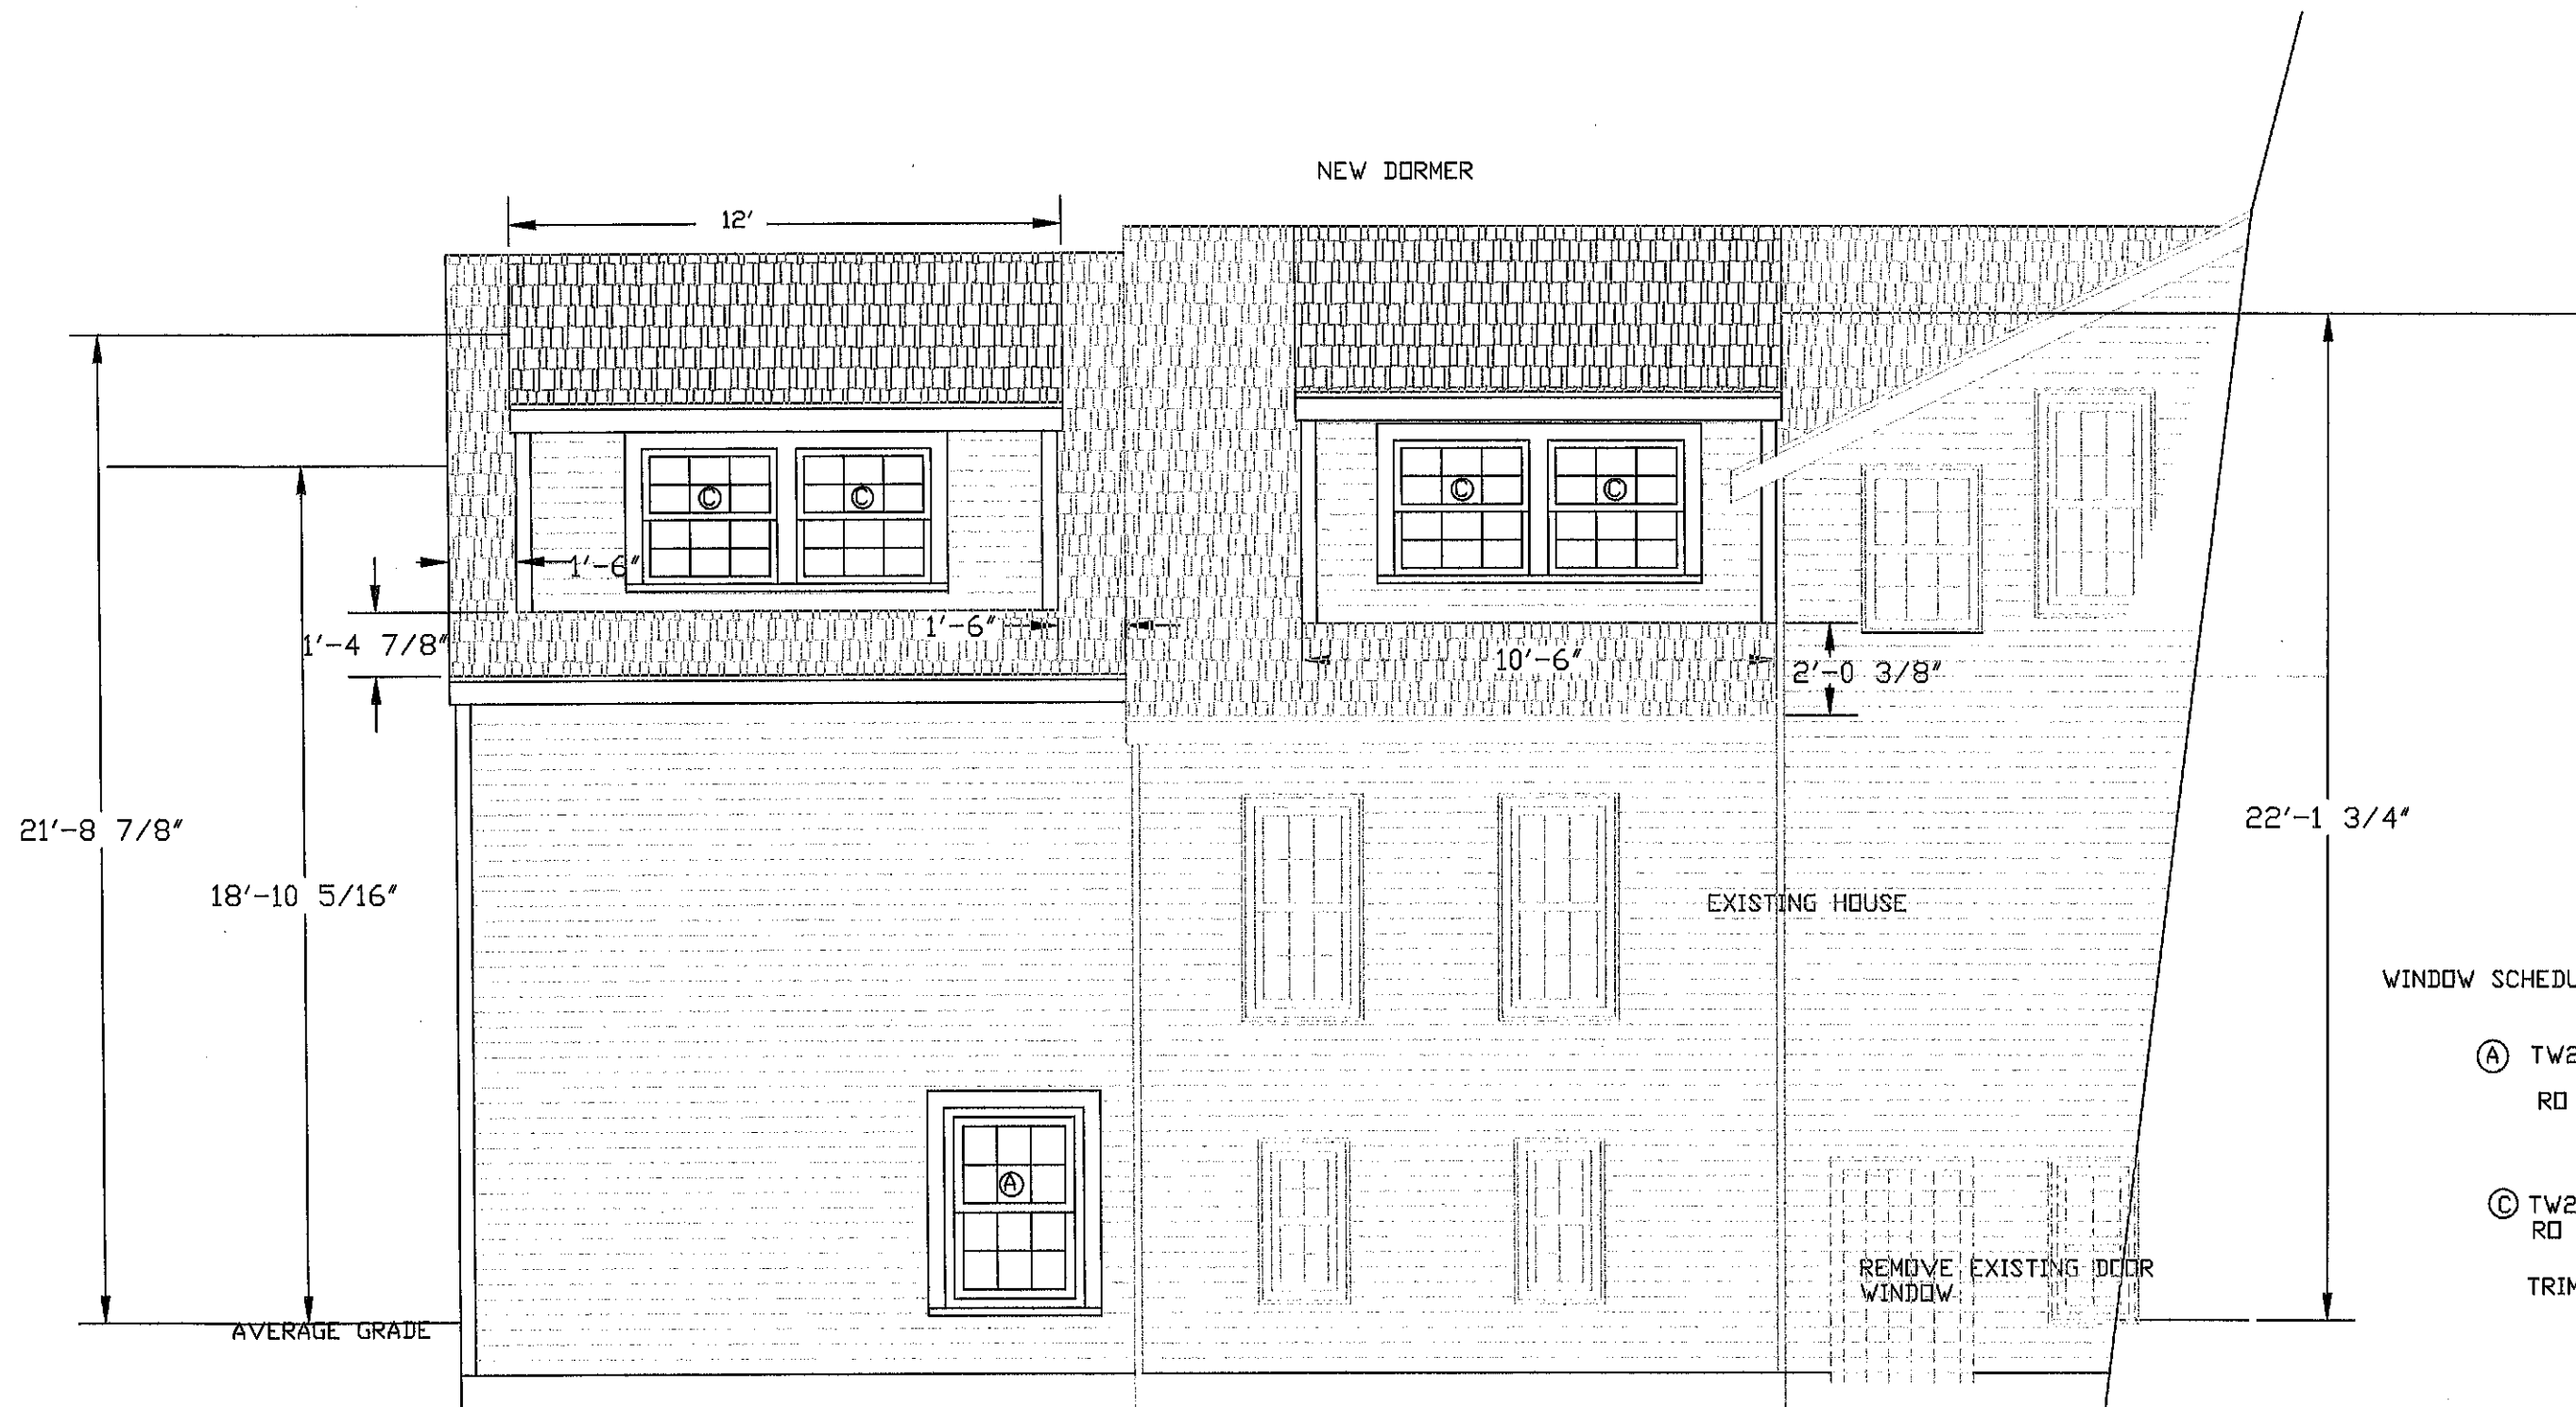 NEW DORMER
12'
C
C
C
C
1'-6"
1'-6"
1'-4 7/8"
10'-6"
2'-0 3/8"
21'-8 7/8"
22'-1 3/4"
18'-10 5/16"
EXISTING HOUSE
WINDOW SCHEDU
A TW2
RO
A
C TW2
RO
REMOVE EXISTING DOOR
WINDOW
TRIM
AVERAGE GRADE